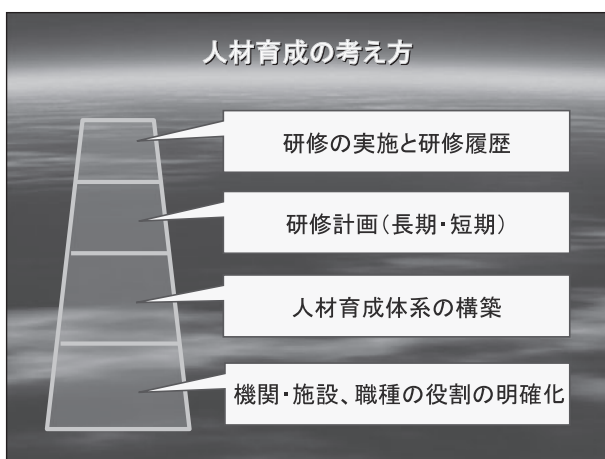 人材育成の考え方
研修の実施と研修履歴
研修計画（長期・短期）
人材育成体系の構築
機関・施設、職種の役割の明確化